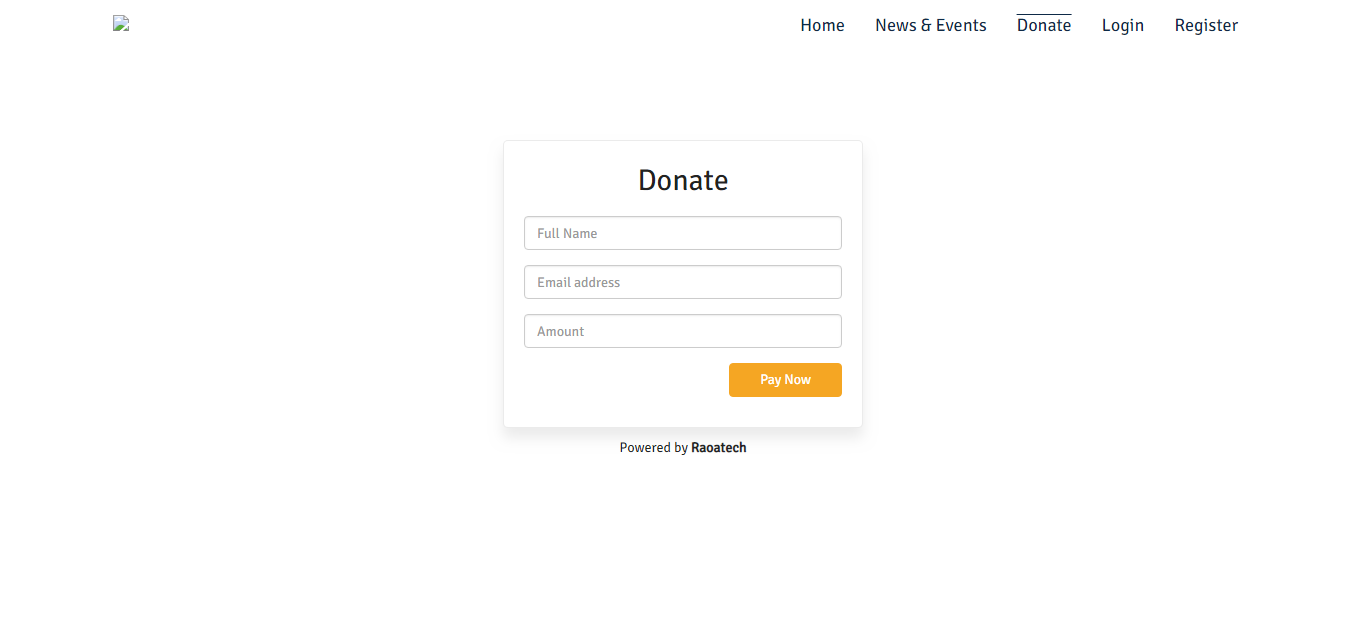 Home News & Events Donate Login Register
Donate
Full Name
Email address
Amount
Pay Now
Powered by Raoatech